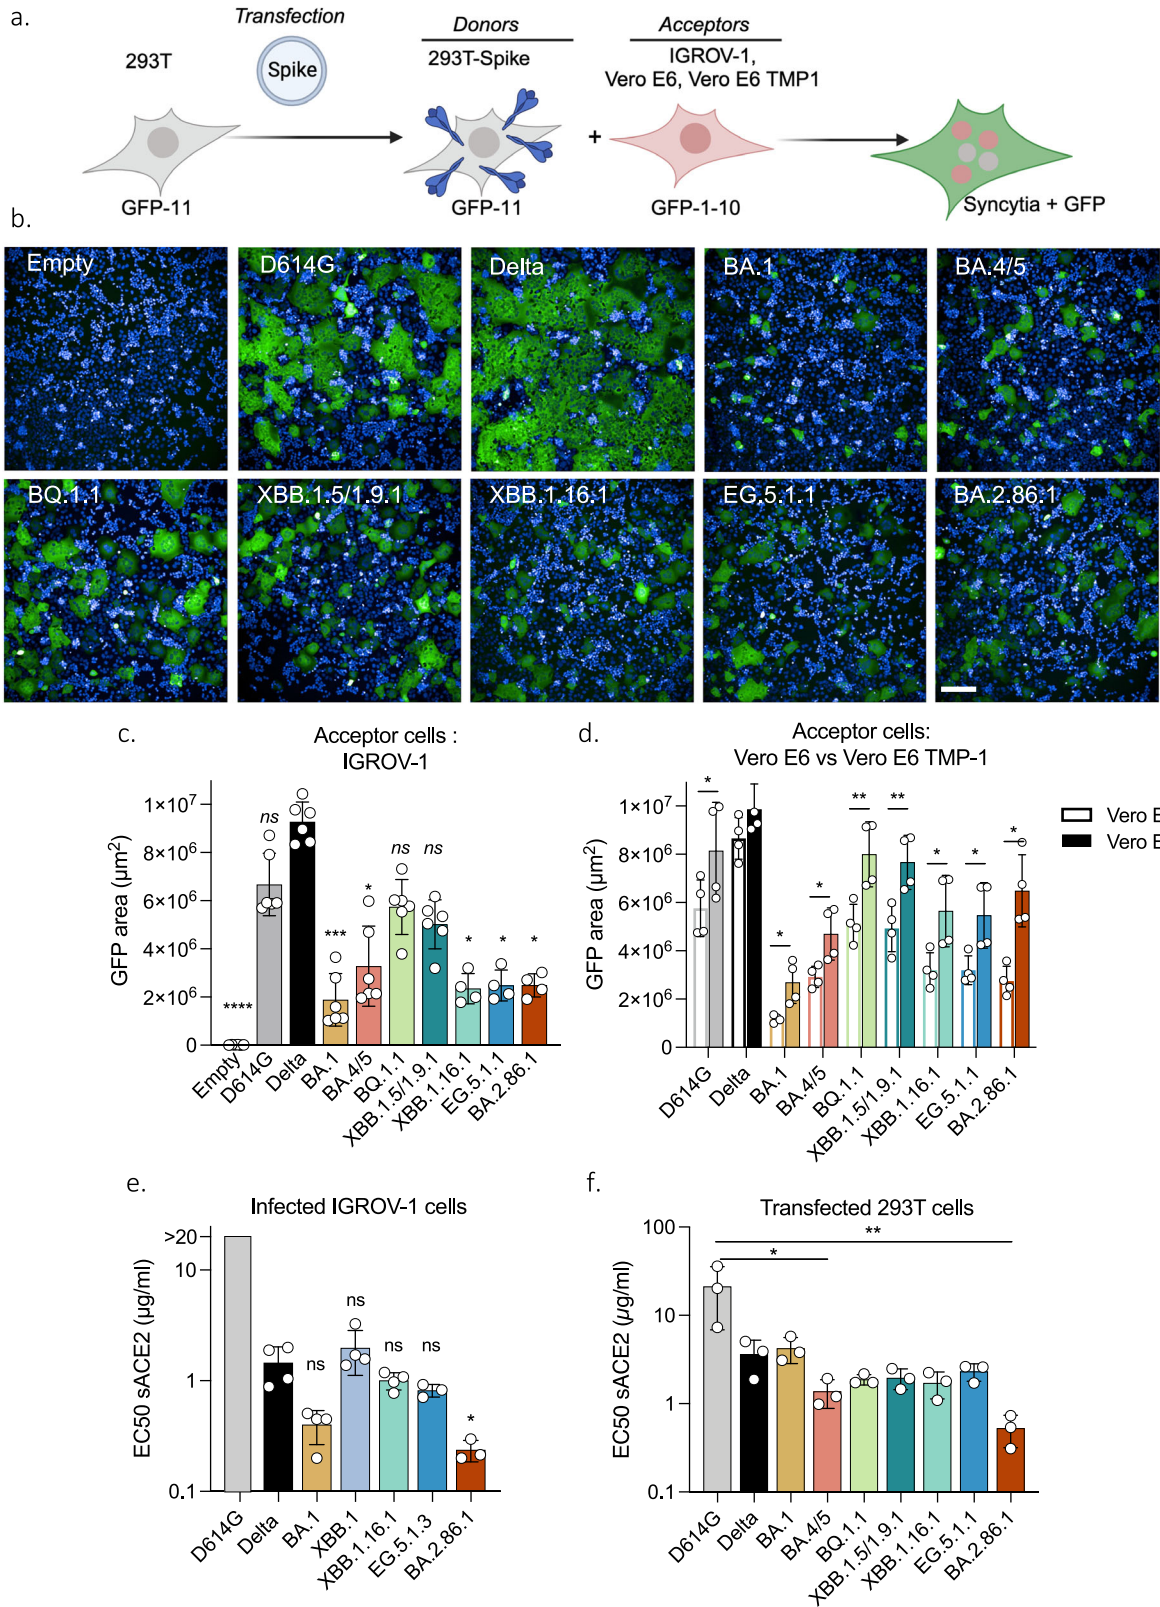 a.
Transfection
Donors
Acceptors
293T
Spike
293T-Spike
IGROV-1,
Vero E6, Vero E6 TMP1
+
GFP-11
GFP-11
GFP-1-10
Syncytia + GFP
b.
Empty
D614G
Delta
BA.1
BA.4/5
BQ.1.1
XBB.1.5/1.9.1
XBB.1.16.1
EG.5.1.1
BA.2.86.1
c.
Acceptor cells :
IGROV-1
GFP area (µm²)
1×10⁷
8×10⁶
6×10⁶
4×10⁶
2×10⁶
0
****
ns
***
*
ns
ns
*
*
*
Empty
D614G
Delta
BA.1
BA.4/5
BQ.1.1
XBB.1.5/1.9.1
XBB.1.16.1
EG.5.1.1
BA.2.86.1
d.
Acceptor cells:
Vero E6 vs Vero E6 TMP-1
GFP area (µm²)
1×10⁷
8×10⁶
6×10⁶
4×10⁶
2×10⁶
0
*
*
*
**
**
*
*
*
Vero E
Vero E
D614G
Delta
BA.1
BA.4/5
BQ.1.1
XBB.1.5/1.9.1
XBB.1.16.1
EG.5.1.1
BA.2.86.1
e.
Infected IGROV-1 cells
EC50 sACE2 (µg/ml)
>20
10
1
0.1
ns
ns
ns
ns
*
D614G
Delta
BA.1
XBB.1
XBB.1.16.1
EG.5.1.3
BA.2.86.1
f.
Transfected 293T cells
EC50 sACE2 (µg/ml)
100
10
1
0.1
**
*
D614G
Delta
BA.1
BA.4/5
BQ.1.1
XBB.1.5/1.9.1
XBB.1.16.1
EG.5.1.1
BA.2.86.1